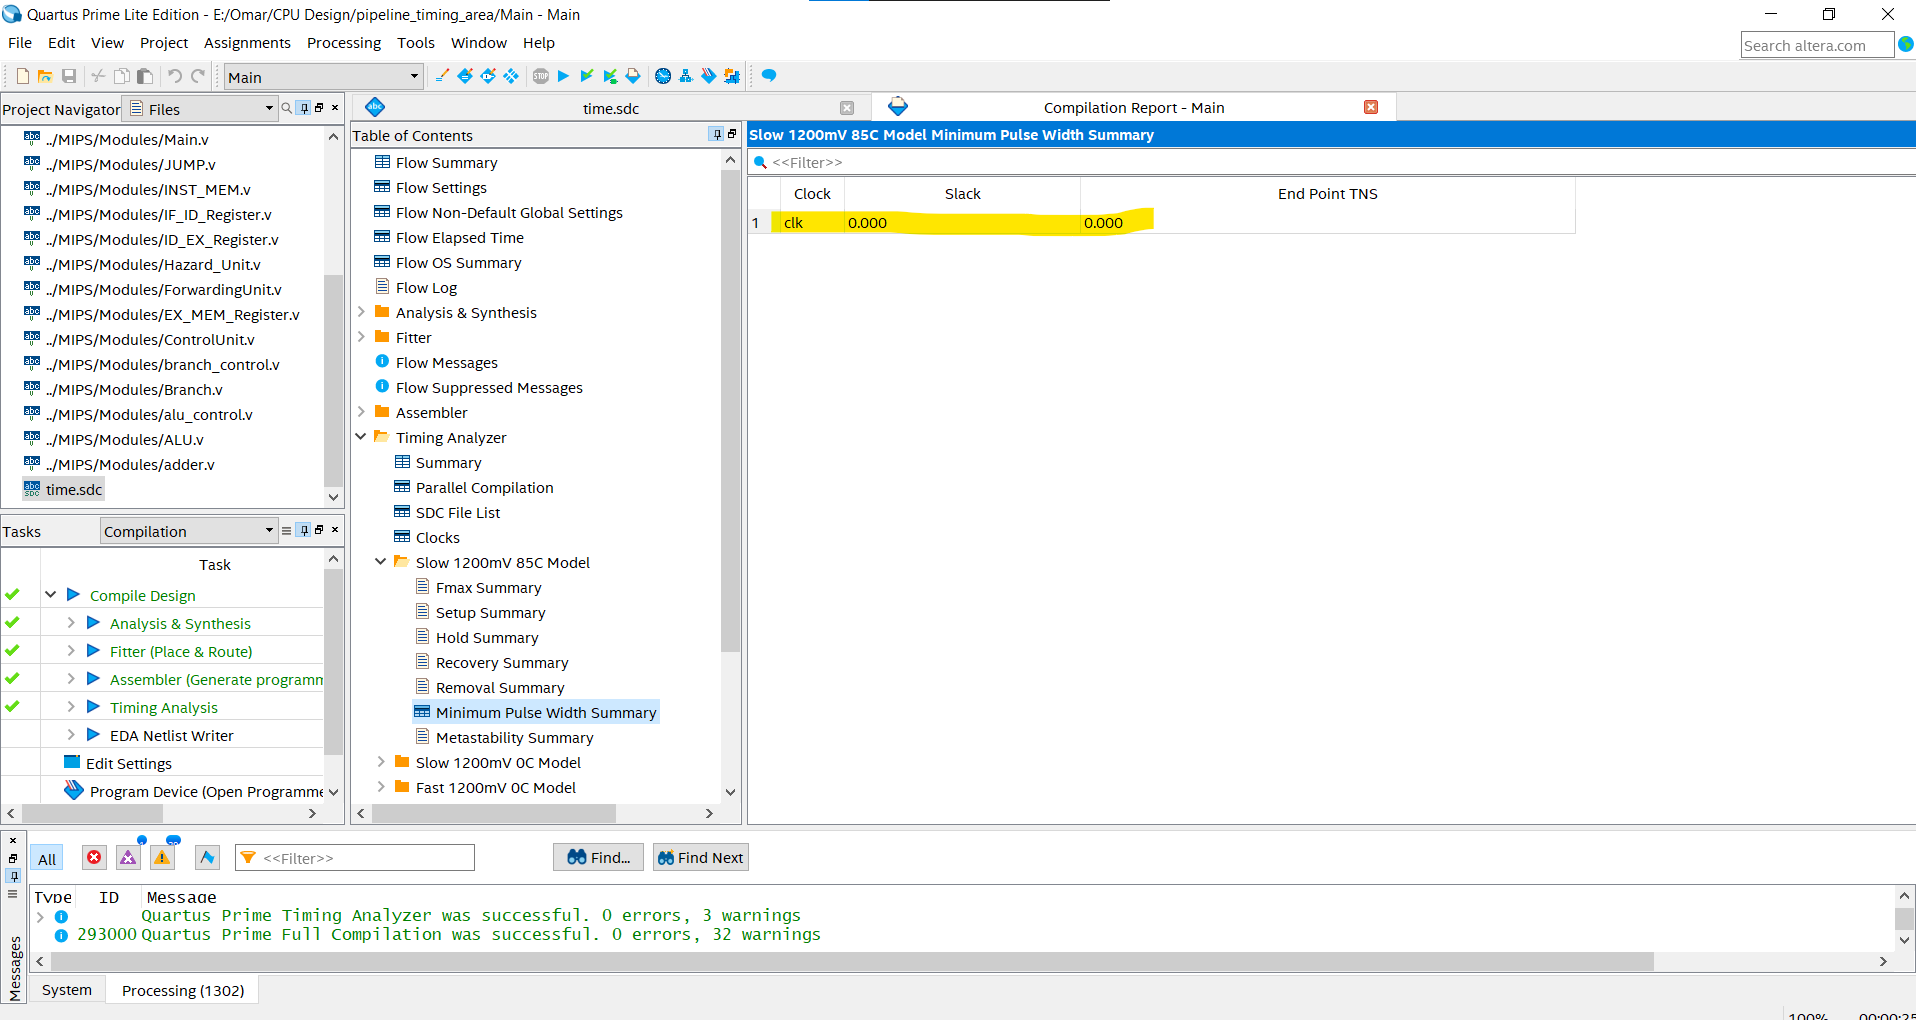 Quartus Prime Lite Edition - E:/Omar/CPU Design/pipeline_timing_area/Main - Main
File Edit View Project Assignments Processing Tools Window Help
Search altera.com
Main
Project Navigator Files
../MIPS/Modules/Main.v
../MIPS/Modules/JUMP.v
../MIPS/Modules/INST_MEM.v
../MIPS/Modules/IF_ID_Register.v
../MIPS/Modules/ID_EX_Register.v
../MIPS/Modules/Hazard_Unit.v
../MIPS/Modules/ForwardingUnit.v
../MIPS/Modules/EX_MEM_Register.v
../MIPS/Modules/ControlUnit.v
../MIPS/Modules/branch_control.v
../MIPS/Modules/Branch.v
../MIPS/Modules/alu_control.v
../MIPS/Modules/ALU.v
../MIPS/Modules/adder.v
time.sdc
Tasks Compilation
Task
Compile Design
Analysis & Synthesis
Fitter (Place & Route)
Assembler (Generate programm
Timing Analysis
EDA Netlist Writer
Edit Settings
Program Device (Open Programme
time.sdc
Compilation Report - Main
Table of Contents
Flow Summary
Flow Settings
Flow Non-Default Global Settings
Flow Elapsed Time
Flow OS Summary
Flow Log
Analysis & Synthesis
Fitter
Flow Messages
Flow Suppressed Messages
Assembler
Timing Analyzer
Summary
Parallel Compilation
SDC File List
Clocks
Slow 1200mV 85C Model
Fmax Summary
Setup Summary
Hold Summary
Recovery Summary
Removal Summary
Minimum Pulse Width Summary
Metastability Summary
Slow 1200mV 0C Model
Fast 1200mV 0C Model
Slow 1200mV 85C Model Minimum Pulse Width Summary
<<Filter>>
Clock Slack End Point TNS
1 clk 0.000 0.000
All <<Filter>> Find... Find Next
Type ID Message
Quartus Prime Timing Analyzer was successful. 0 errors, 3 warnings
293000 Quartus Prime Full Compilation was successful. 0 errors, 32 warnings
Messages
System Processing (1302)
100% 00:00:25